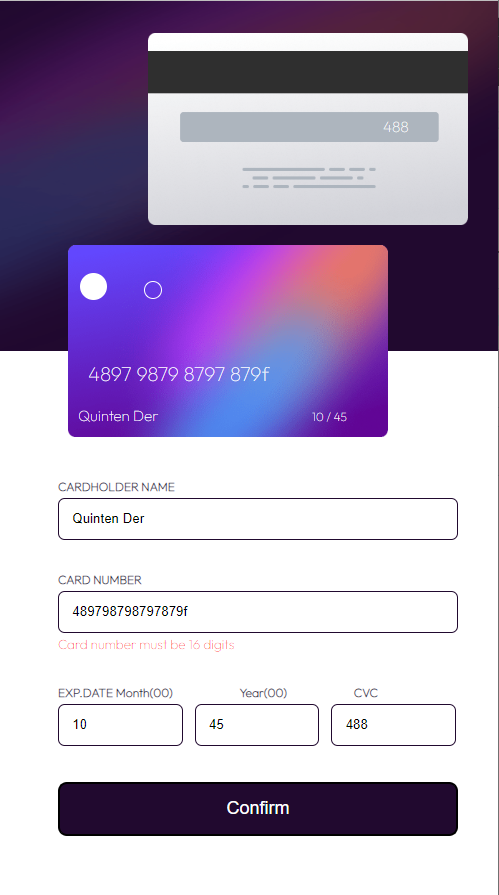 488
4897 9879 8797 879f
Quinten Der 10 / 45
CARDHOLDER NAME
Quinten Der
CARD NUMBER
489798798797879f
Card number must be 16 digits
EXP.DATE Month(00) Year(00) CVC
10 45 488
Confirm